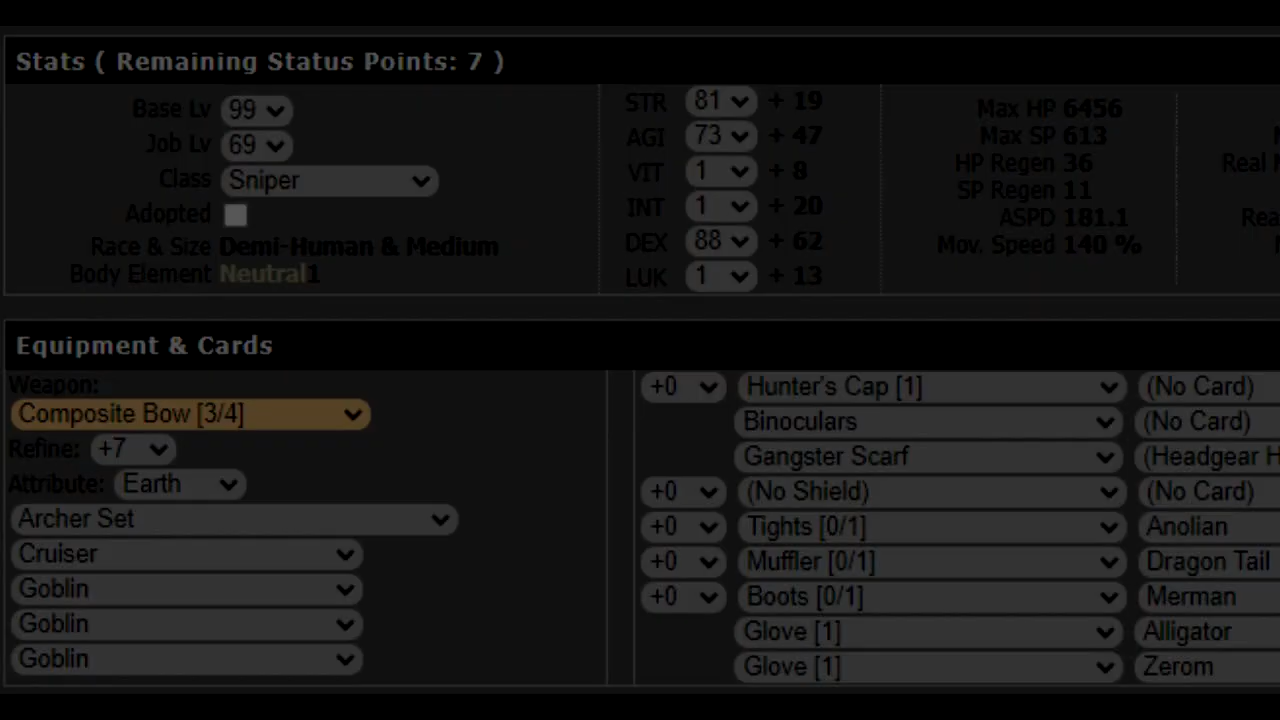 Stats ( Remaining Status Points: 7 )
Base Lv 99
Job Lv 69
Class Sniper
Adopted
Race & Size Demi-Human & Medium
Body Element Neutral1
STR 81 + 19
AGI 73 + 47
VIT 1 + 8
INT 1 + 20
DEX 88 + 62
LUK 1 + 13
Max HP 6456
Max SP 613
HP Regen 36
SP Regen 11
ASPD 181.1
Mov. Speed 140 %
Real
Equipment & Cards
Weapon:
Composite Bow [3/4]
Refine: +7
Attribute: Earth
Archer Set
Cruiser
Goblin
Goblin
Goblin
+0 Hunter's Cap [1] (No Card)
Binoculars (No Card)
Gangster Scarf (Headgear
+0 (No Shield) (No Card)
+0 Tights [0/1] Anolian
+0 Muffler [0/1] Dragon Tail
+0 Boots [0/1] Merman
Glove [1] Alligator
Glove [1] Zerom